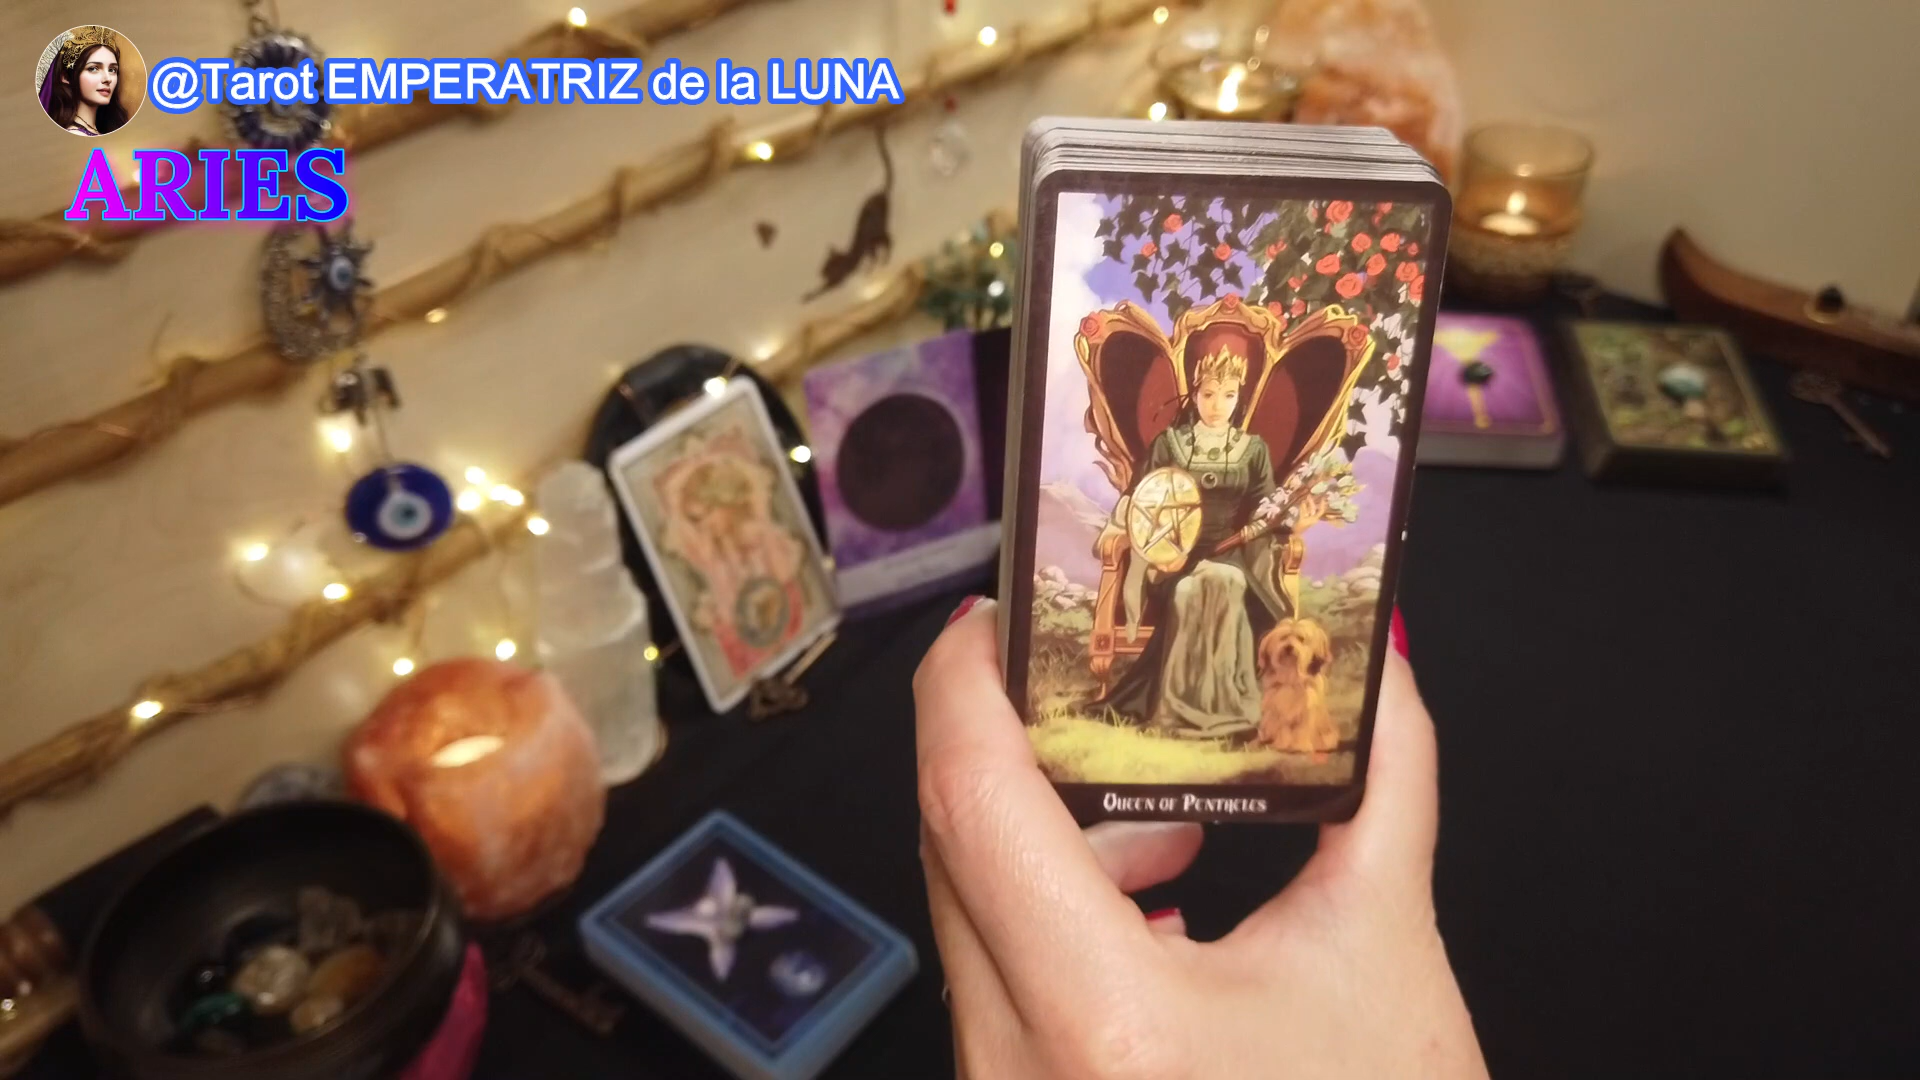 @Tarot EMPERATRIZ de la LUNA
ARIES
Queen of Pentacles